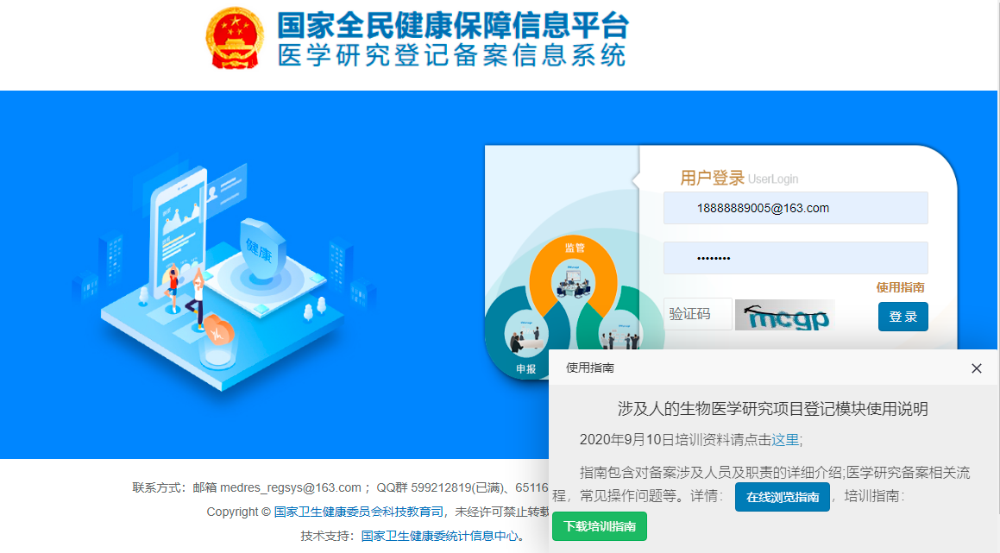 国家全民健康保障信息平台
医学研究登记备案信息系统
健康
监管
申报
用户登录 UserLogin
18888889005@163.com
••••••••
使用指南
验证码 mcgp 登 录
使用指南 ×
涉及人的生物医学研究项目登记模块使用说明
2020年9月10日培训资料请点击这里;
指南包含对备案涉及人员及职责的详细介绍;医学研究备案相关流
程，常见操作问题等。详情： 在线浏览指南 ，培训指南：
下载培训指南
联系方式：邮箱 medres_regsys@163.com； QQ群 599212819(已满)、65116
Copyright © 国家卫生健康委员会科技教育司，未经许可禁止转载
技术支持：国家卫生健康委统计信息中心。